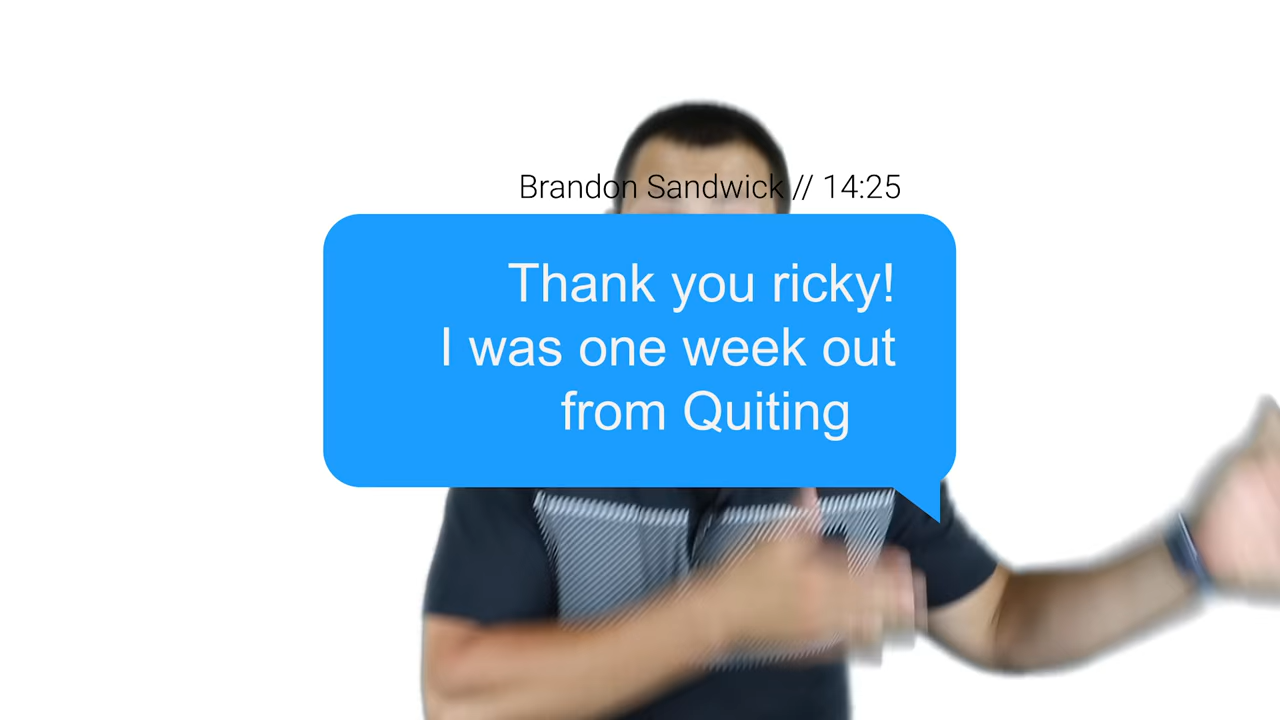 Brandon Sandwick // 14:25
Thank you ricky!
I was one week out
from Quiting